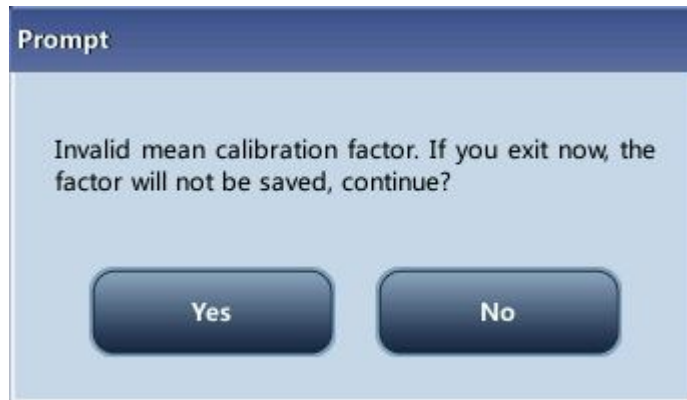 Prompt
Invalid mean calibration factor. If you exit now, the
factor will not be saved, continue?
Yes
No